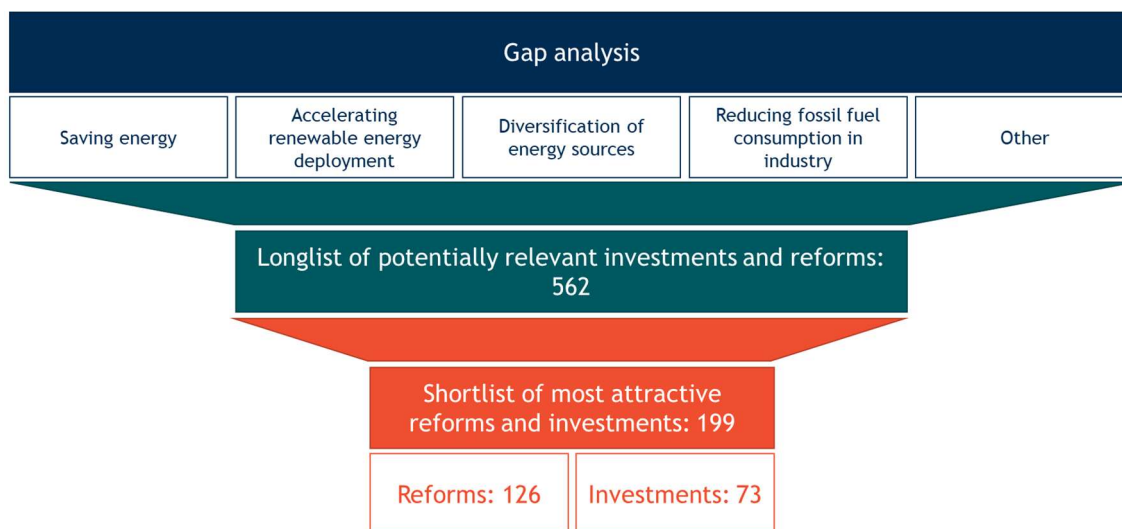 Gap analysis
Saving energy
Accelerating
renewable energy
deployment
Diversification of
energy sources
Reducing fossil fuel
consumption in
industry
Other
Longlist of potentially relevant investments and reforms:
562
Shortlist of most attractive
reforms and investments: 199
Reforms: 126
Investments: 73